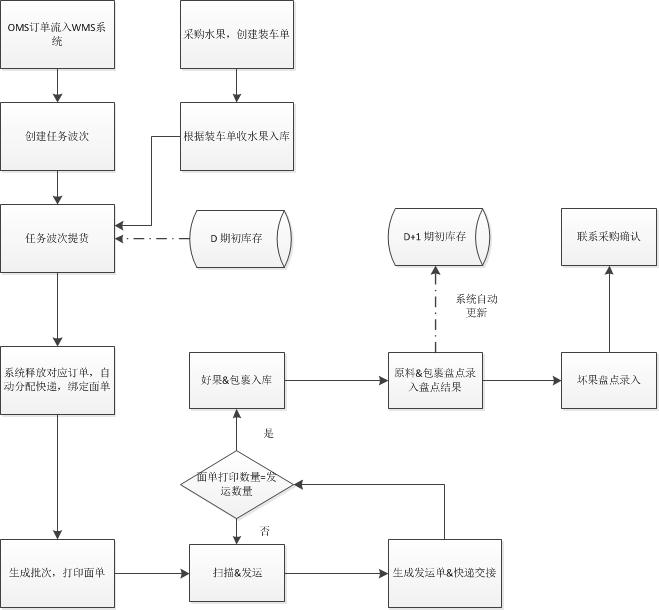 OMS订单流入WMS系
统
采购水果，创建装车单
创建任务波次
根据装车单收水果入库
任务波次提货
D 期初库存
D+1 期初库存
联系采购确认
系统自动
更新
系统释放对应订单，自
动分配快递，绑定面单
好果&包裹入库
原料&包裹盘点录
入盘点结果
坏果盘点录入
是
面单打印数量=发
运数量
否
生成批次，打印面单
扫描&发运
生成发运单&快递交接